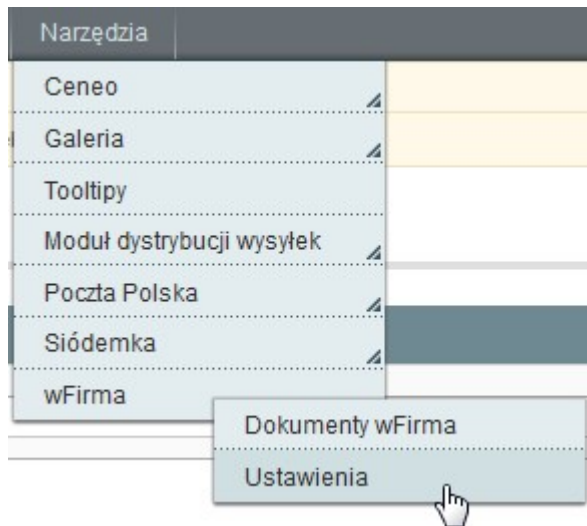 Narzędzia
Ceneo
Galeria
Tooltipy
Moduł dystrybucji wysyłek
Poczta Polska
Siódemka
wFirma
Dokumenty wFirma
Ustawienia